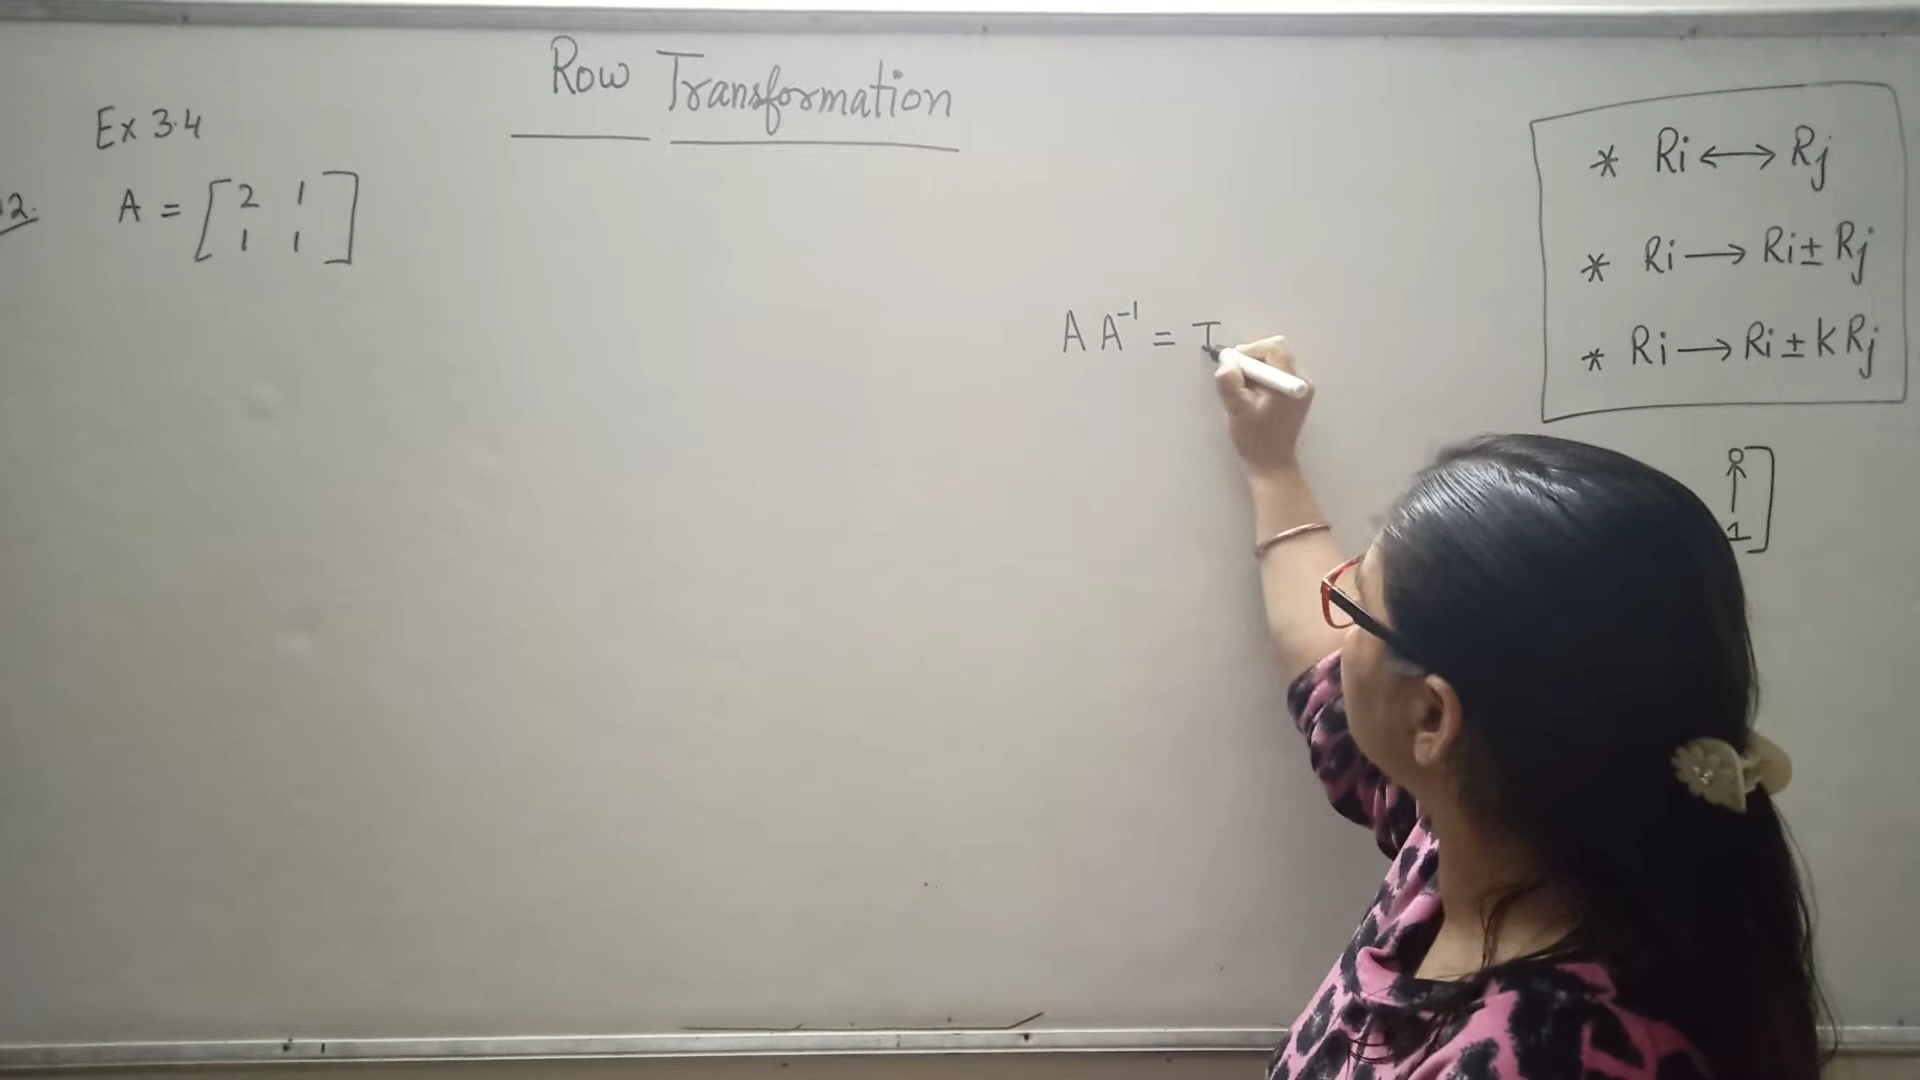 Row Transformation
Ex 3.4
2. A = [2 1
1 1]
A A⁻¹ = I
* Ri ⟷ Rj
* Ri ⟶ Ri ± Rj
* Ri ⟶ Ri ± K Rj
1 ]